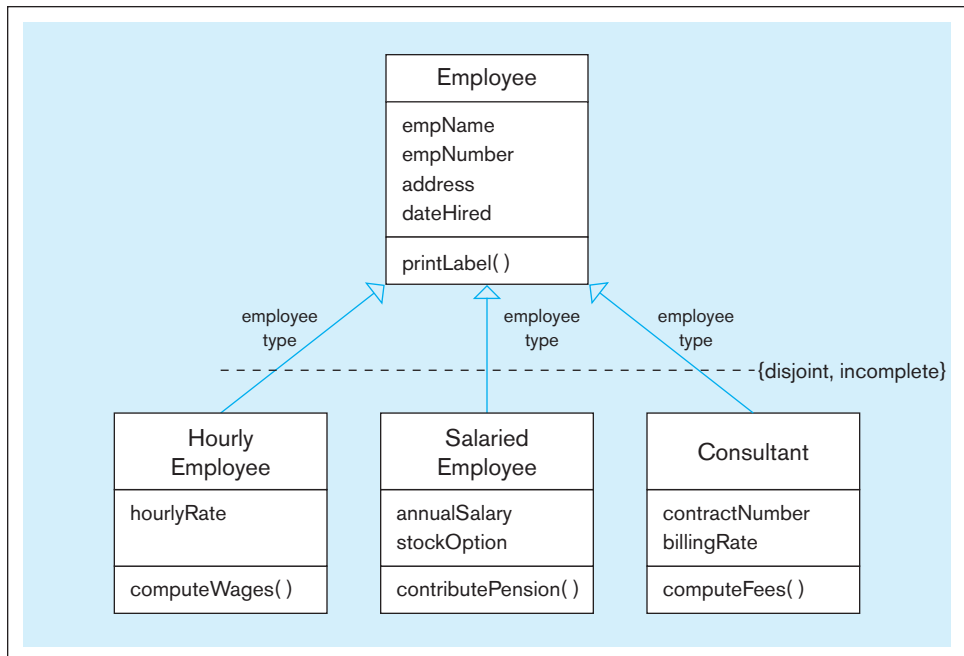 Employee
empName
empNumber
address
dateHired
printLabel( )
employee
type
employee
type
employee
type
{disjoint, incomplete}
Hourly
Employee
hourlyRate
computeWages( )
Salaried
Employee
annualSalary
stockOption
contributePension( )
Consultant
contractNumber
billingRate
computeFees( )